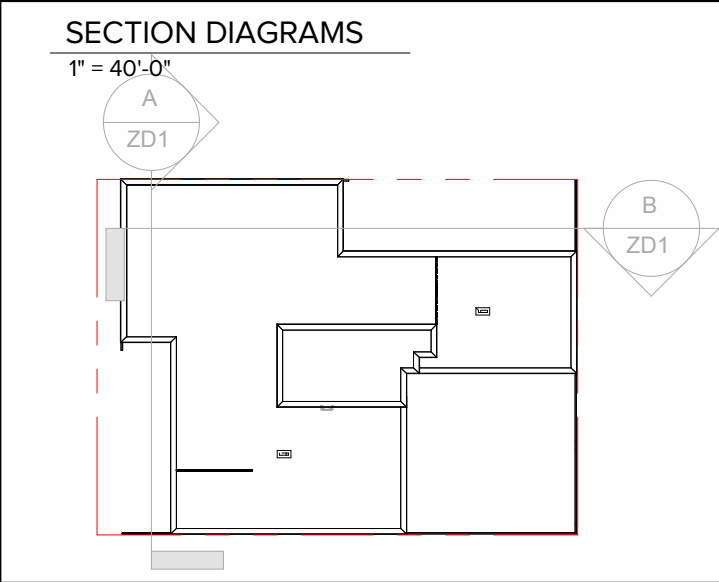 SECTION DIAGRAMS
1" = 40'-0"
A
ZD1
B
ZD1